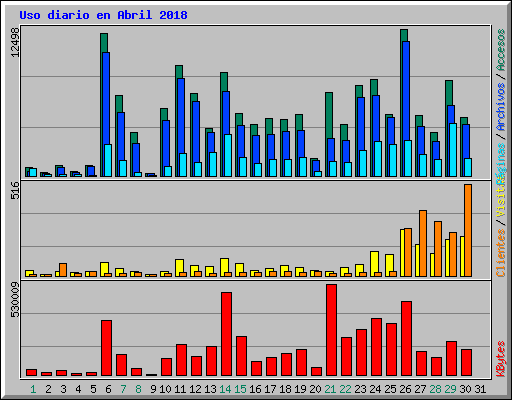 Uso diario en Abril 2018
12498
516
530009
Clientes / Visitas
Páginas / Archivos / Accesos
KBytes
1 2 3 4 5 6 7 8 9 10 11 12 13 14 15 16 17 18 19 20 21 22 23 24 25 26 27 28 29 30 31